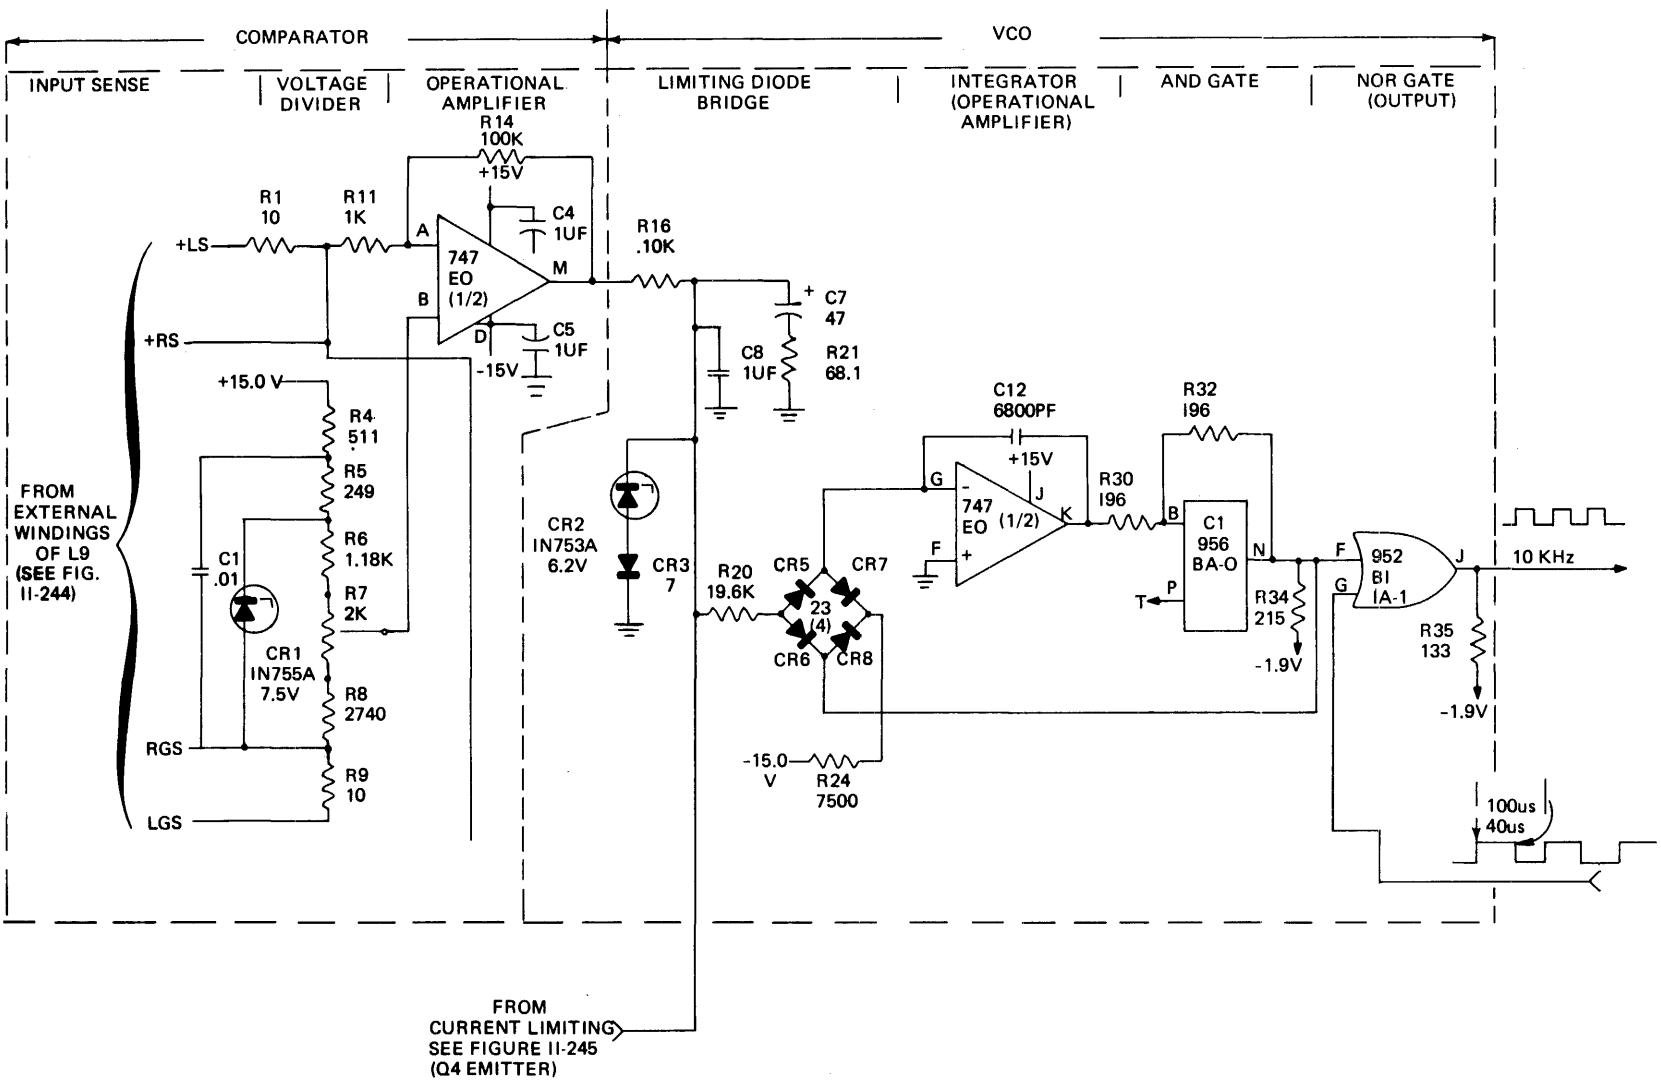 COMPARATOR
VCO
INPUT SENSE
VOLTAGE
DIVIDER
OPERATIONAL
AMPLIFIER
LIMITING DIODE
BRIDGE
INTEGRATOR
(OPERATIONAL
AMPLIFIER)
AND GATE
NOR GATE
(OUTPUT)
R14
100K
+15V
R1
10
R11
1K
+LS
A
747
EO
(1/2)
B
M
D
C4
1UF
C5
1UF
-15V
R16
.10K
C7
47
+
R21
68.1
C8
1UF
+RS
+15.0 V
R4
511
R5
249
R6
1.18K
R7
2K
R8
2740
R9
10
C1
.01
CR1
IN755A
7.5V
RGS
LGS
FROM
EXTERNAL
WINDINGS
OF L9
(SEE FIG.
II-244)
CR2
IN753A
6.2V
CR3
7
R20
19.6K
CR5
CR7
23
(4)
CR6
CR8
-15.0
V
R24
7500
C12
6800PF
+15V
G
-
J
747
EO
(1/2)
K
F
+
R30
I96
R32
I96
B
C1
956
BA-O
N
P
T
R34
215
-1.9V
F
G
952
BI
IA-1
J
10 KHz
R35
133
-1.9V
100us
40us
FROM
CURRENT LIMITING
SEE FIGURE II-245
(Q4 EMITTER)